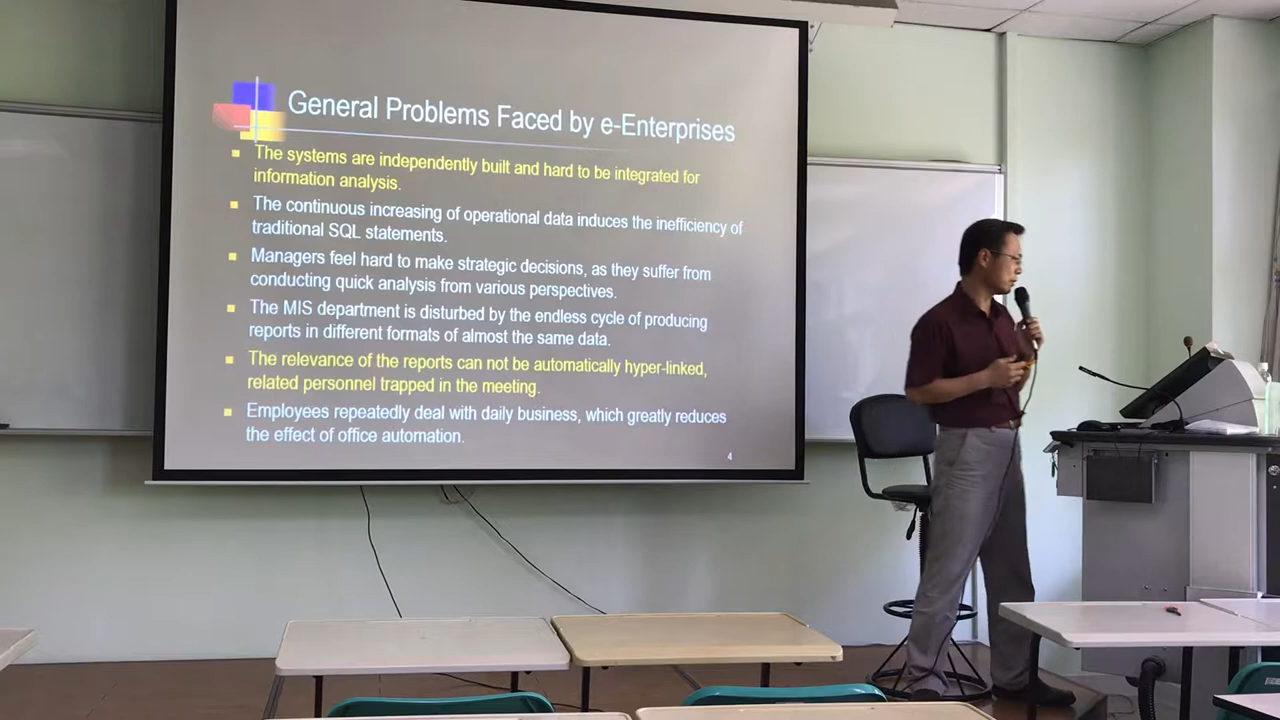 General Problems Faced by e-Enterprises
The systems are independently built and hard to be integrated for
information analysis.
The continuous increasing of operational data induces the inefficiency of
traditional SQL statements.
Managers feel hard to make strategic decisions, as they suffer from
conducting quick analysis from various perspectives.
The MIS department is disturbed by the endless cycle of producing
reports in different formats of almost the same data.
The relevance of the reports can not be automatically hyper-linked,
related personnel trapped in the meeting.
Employees repeatedly deal with daily business, which greatly reduces
the effect of office automation.
4